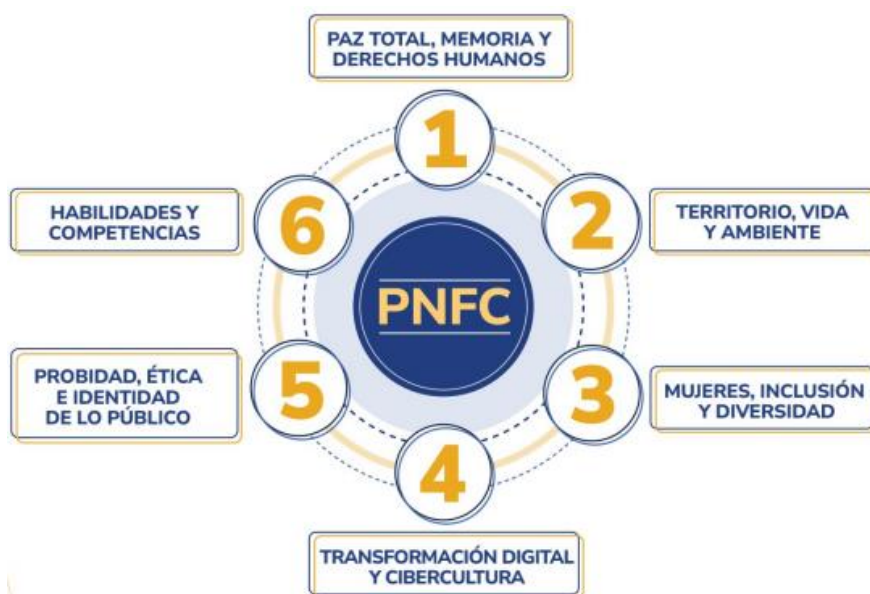 PAZ TOTAL, MEMORIA Y
DERECHOS HUMANOS
1
6
HABILIDADES Y
COMPETENCIAS
2
TERRITORIO, VIDA
Y AMBIENTE
PNFC
5
PROBIDAD, ÉTICA
E IDENTIDAD
DE LO PÚBLICO
3
MUJERES, INCLUSIÓN
Y DIVERSIDAD
4
TRANSFORMACIÓN DIGITAL
Y CIBERCULTURA